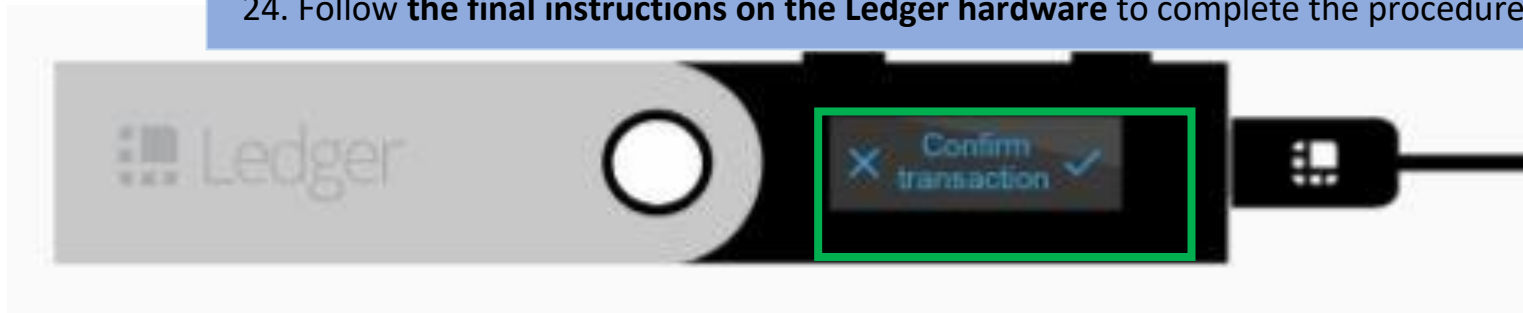 24. Follow the final instructions on the Ledger hardware to complete the procedure
Ledger
Confirm
transaction